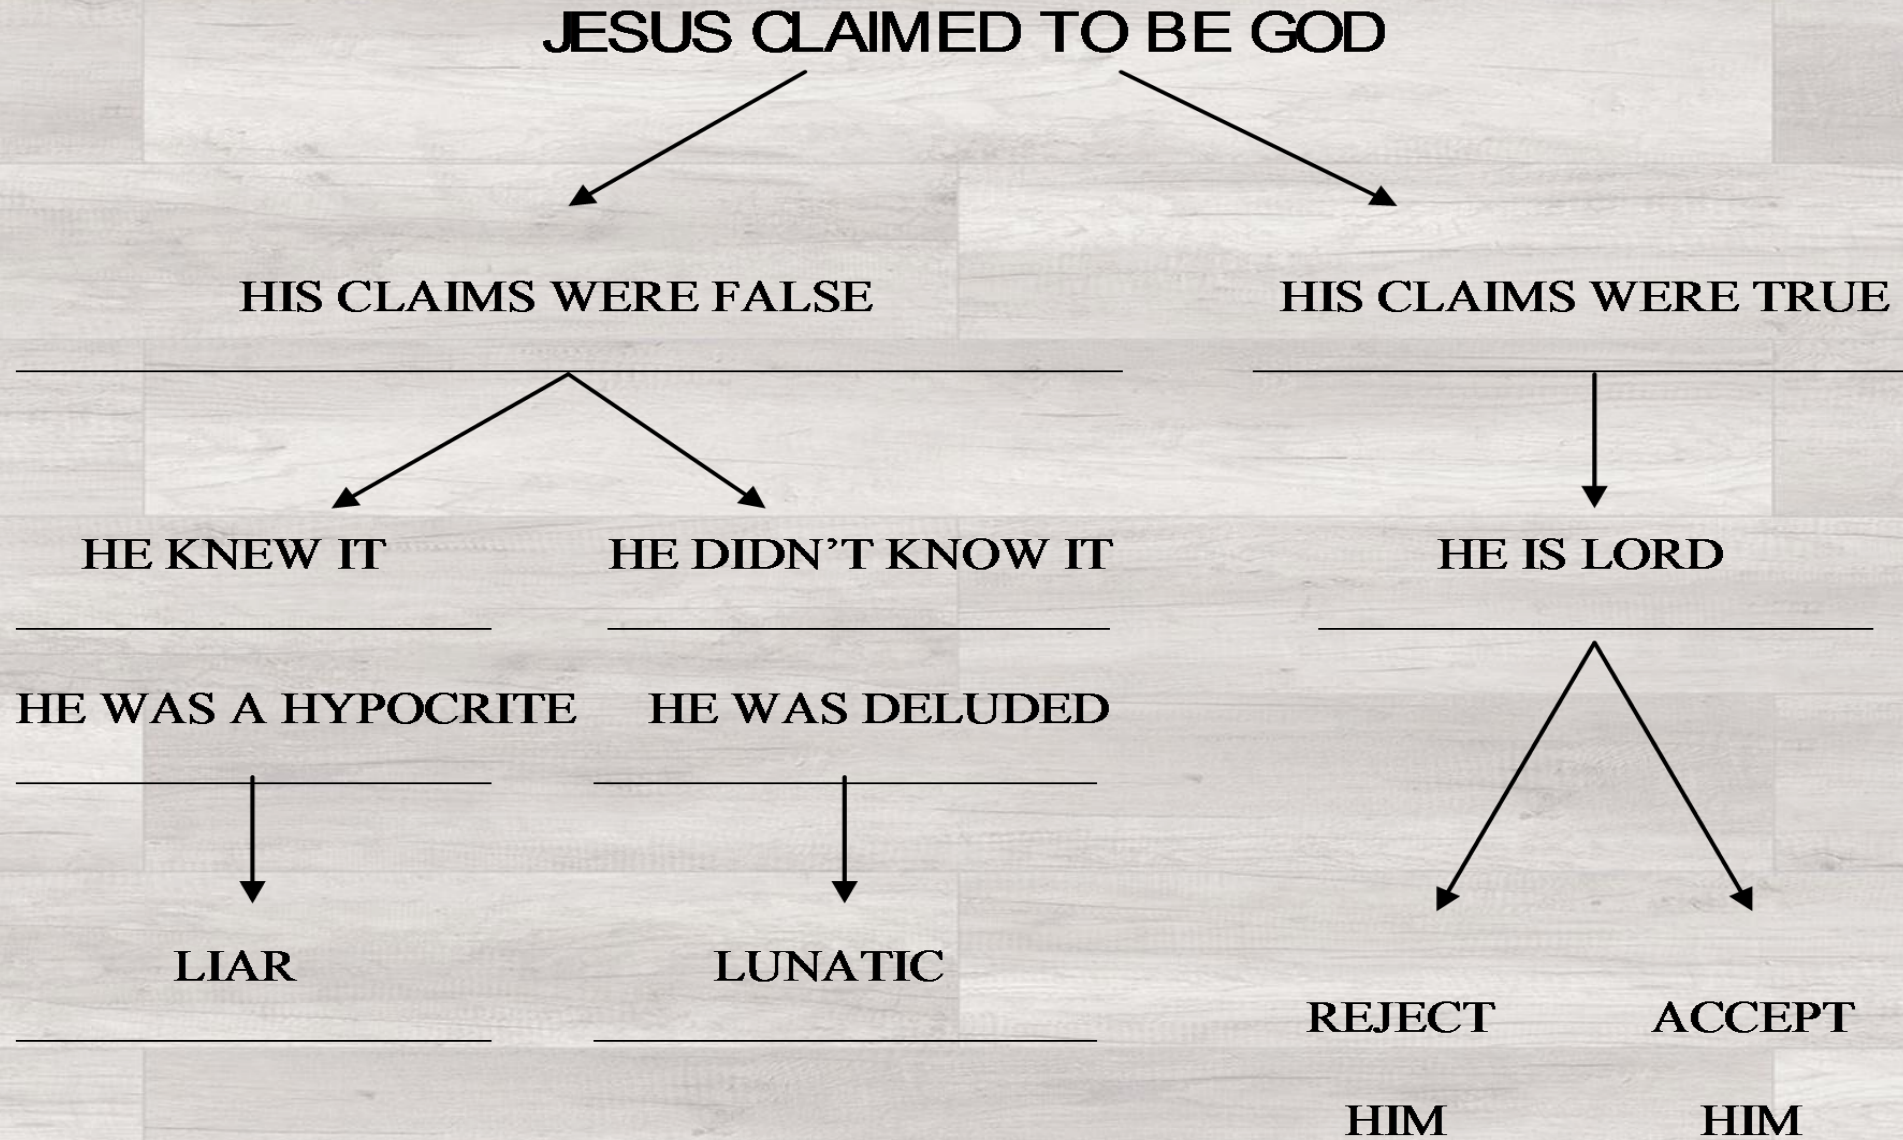 JESUS CLAIMED TO BE GOD
HIS CLAIMS WERE FALSE
HIS CLAIMS WERE TRUE
HE KNEW IT
HE DIDN’T KNOW IT
HE IS LORD
HE WAS A HYPOCRITE
HE WAS DELUDED
LIAR
LUNATIC
REJECT
HIM
ACCEPT
HIM